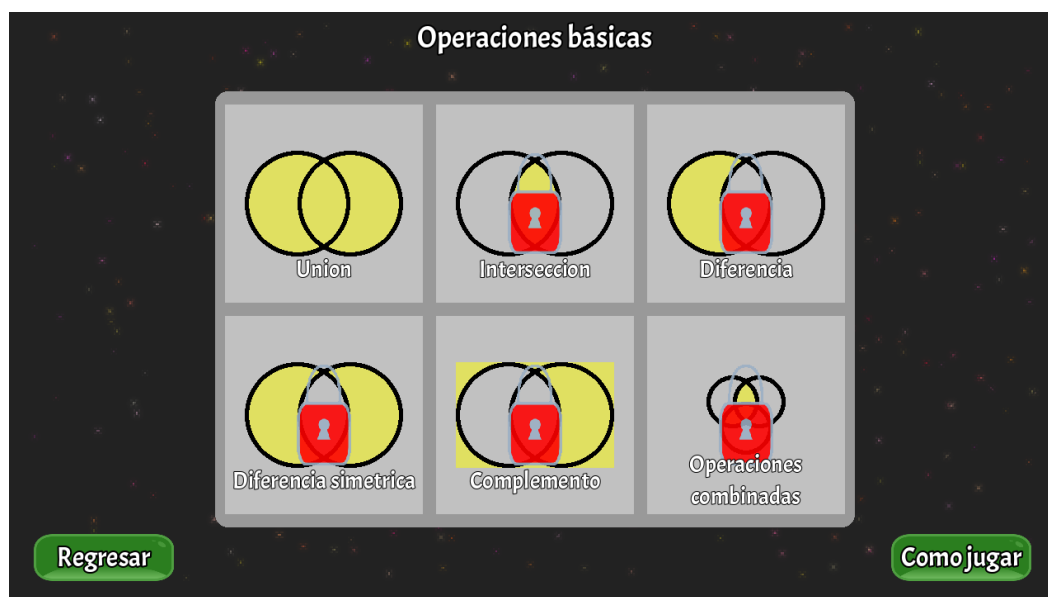 Operaciones básicas
Union
Interseccion
Diferencia
Diferencia simetrica
Complemento
Operaciones
combinadas
Regresar
Como jugar